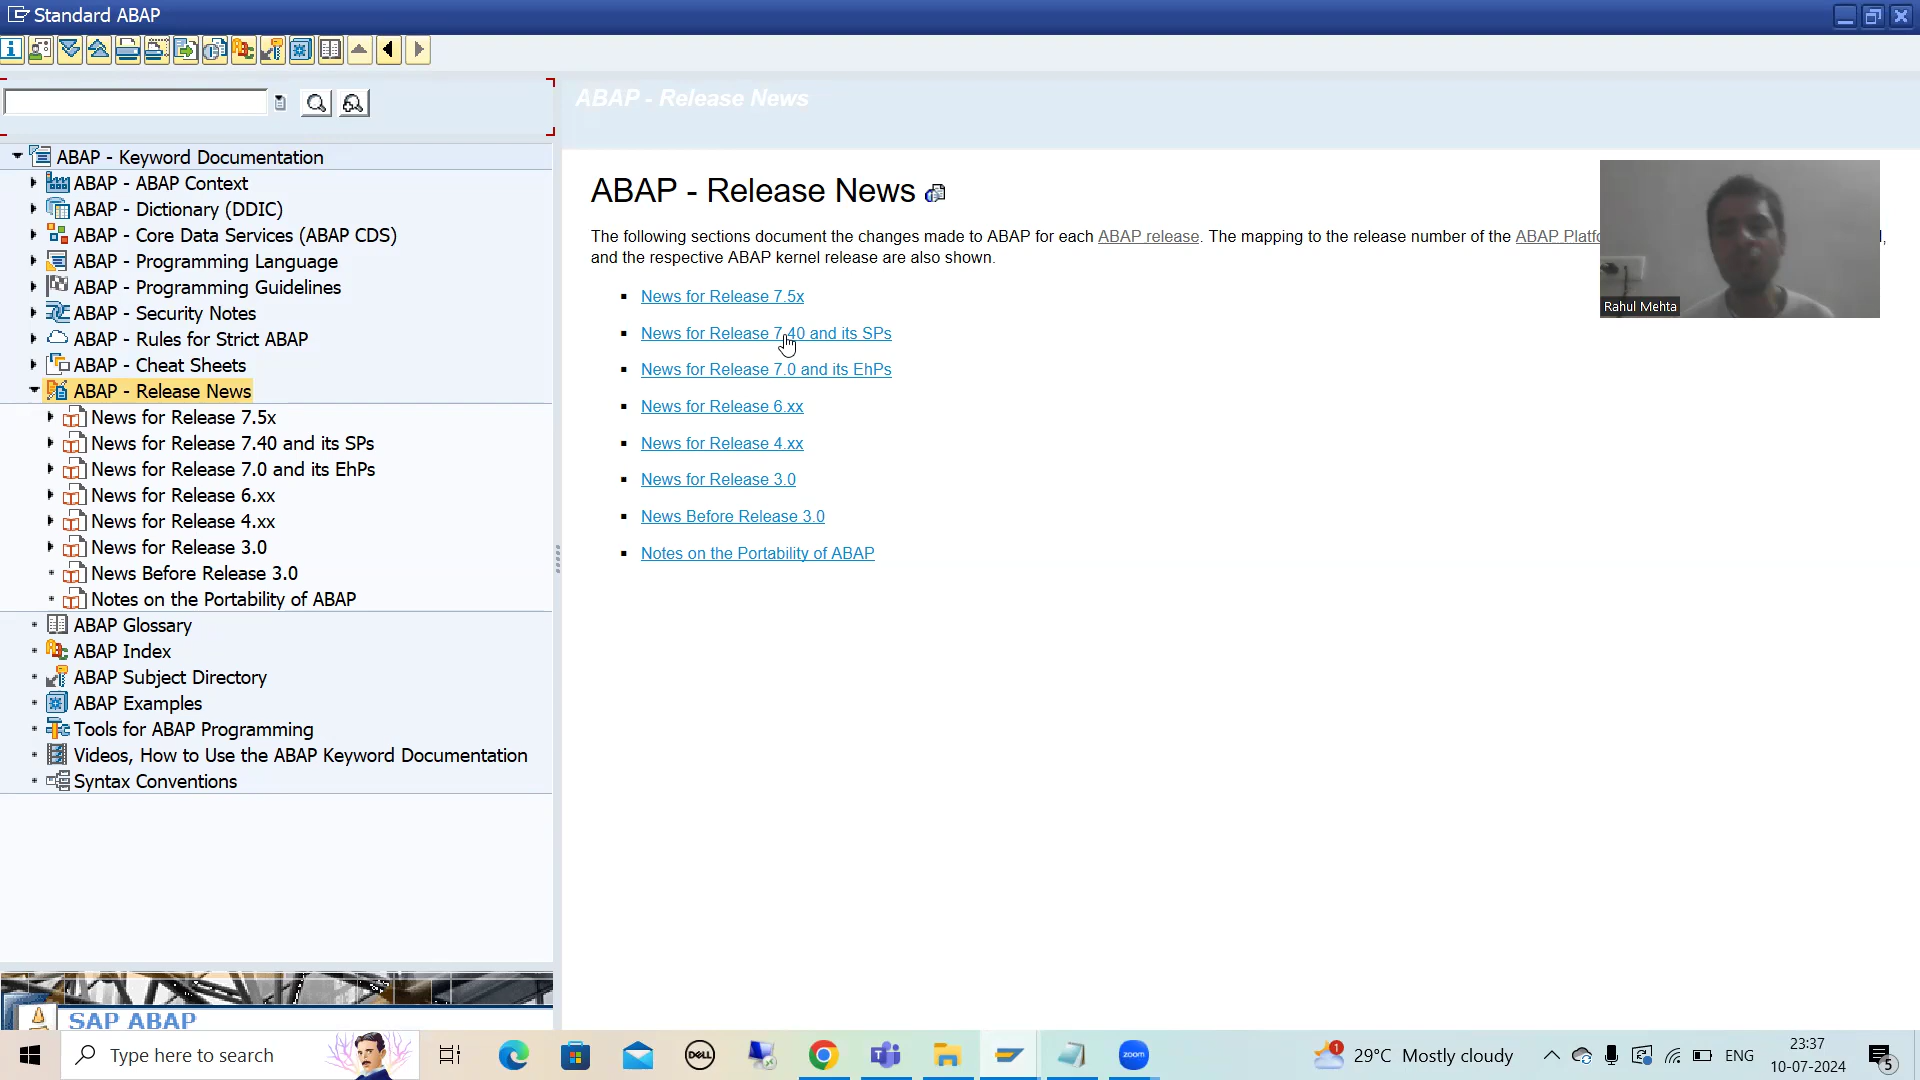 Standard ABAP
ABAP - Release News
ABAP - Keyword Documentation
ABAP - ABAP Context
ABAP - Dictionary (DDIC)
ABAP - Core Data Services (ABAP CDS)
ABAP - Programming Language
ABAP - Programming Guidelines
ABAP - Security Notes
ABAP - Rules for Strict ABAP
ABAP - Cheat Sheets
ABAP - Release News
News for Release 7.5x
News for Release 7.40 and its SPs
News for Release 7.0 and its EhPs
News for Release 6.xx
News for Release 4.xx
News for Release 3.0
News Before Release 3.0
Notes on the Portability of ABAP
ABAP Glossary
ABAP Index
ABAP Subject Directory
ABAP Examples
Tools for ABAP Programming
Videos, How to Use the ABAP Keyword Documentation
Syntax Conventions
SAP ABAP
ABAP - Release News
The following sections document the changes made to ABAP for each ABAP release. The mapping to the release number of the ABAP
and the respective ABAP kernel release are also shown.
News for Release 7.5x
News for Release 7.40 and its SPs
News for Release 7.0 and its EhPs
News for Release 6.xx
News for Release 4.xx
News for Release 3.0
News Before Release 3.0
Notes on the Portability of ABAP
Rahul Mehta
Type here to search
DELL
zoom
1
29°C Mostly cloudy
ENG
23:37
10-07-2024
5